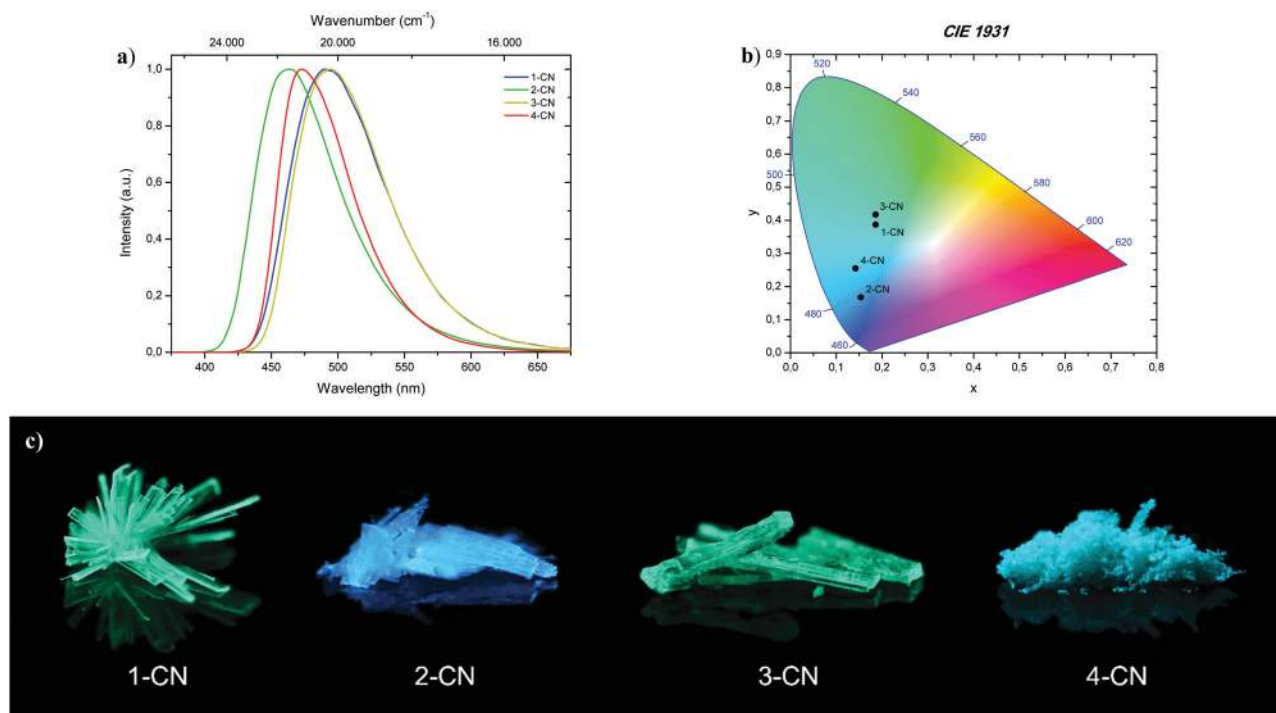 Wavenumber (cm⁻¹)
24.000 20.000 16.000
a)
1,0
0,8
0,6
0,4
0,2
0,0
Intensity (a.u.)
1-CN
2-CN
3-CN
4-CN
400 450 500 550 600 650
Wavelength (nm)
CIE 1931
b)
0,9
0,8
0,7
0,6
0,5
0,4
0,3
0,2
0,1
0,0
y
520
540
560
500
580
600
620
480
460
3-CN
1-CN
4-CN
2-CN
0,0 0,1 0,2 0,3 0,4 0,5 0,6 0,7 0,8
x
c)
1-CN 2-CN 3-CN 4-CN